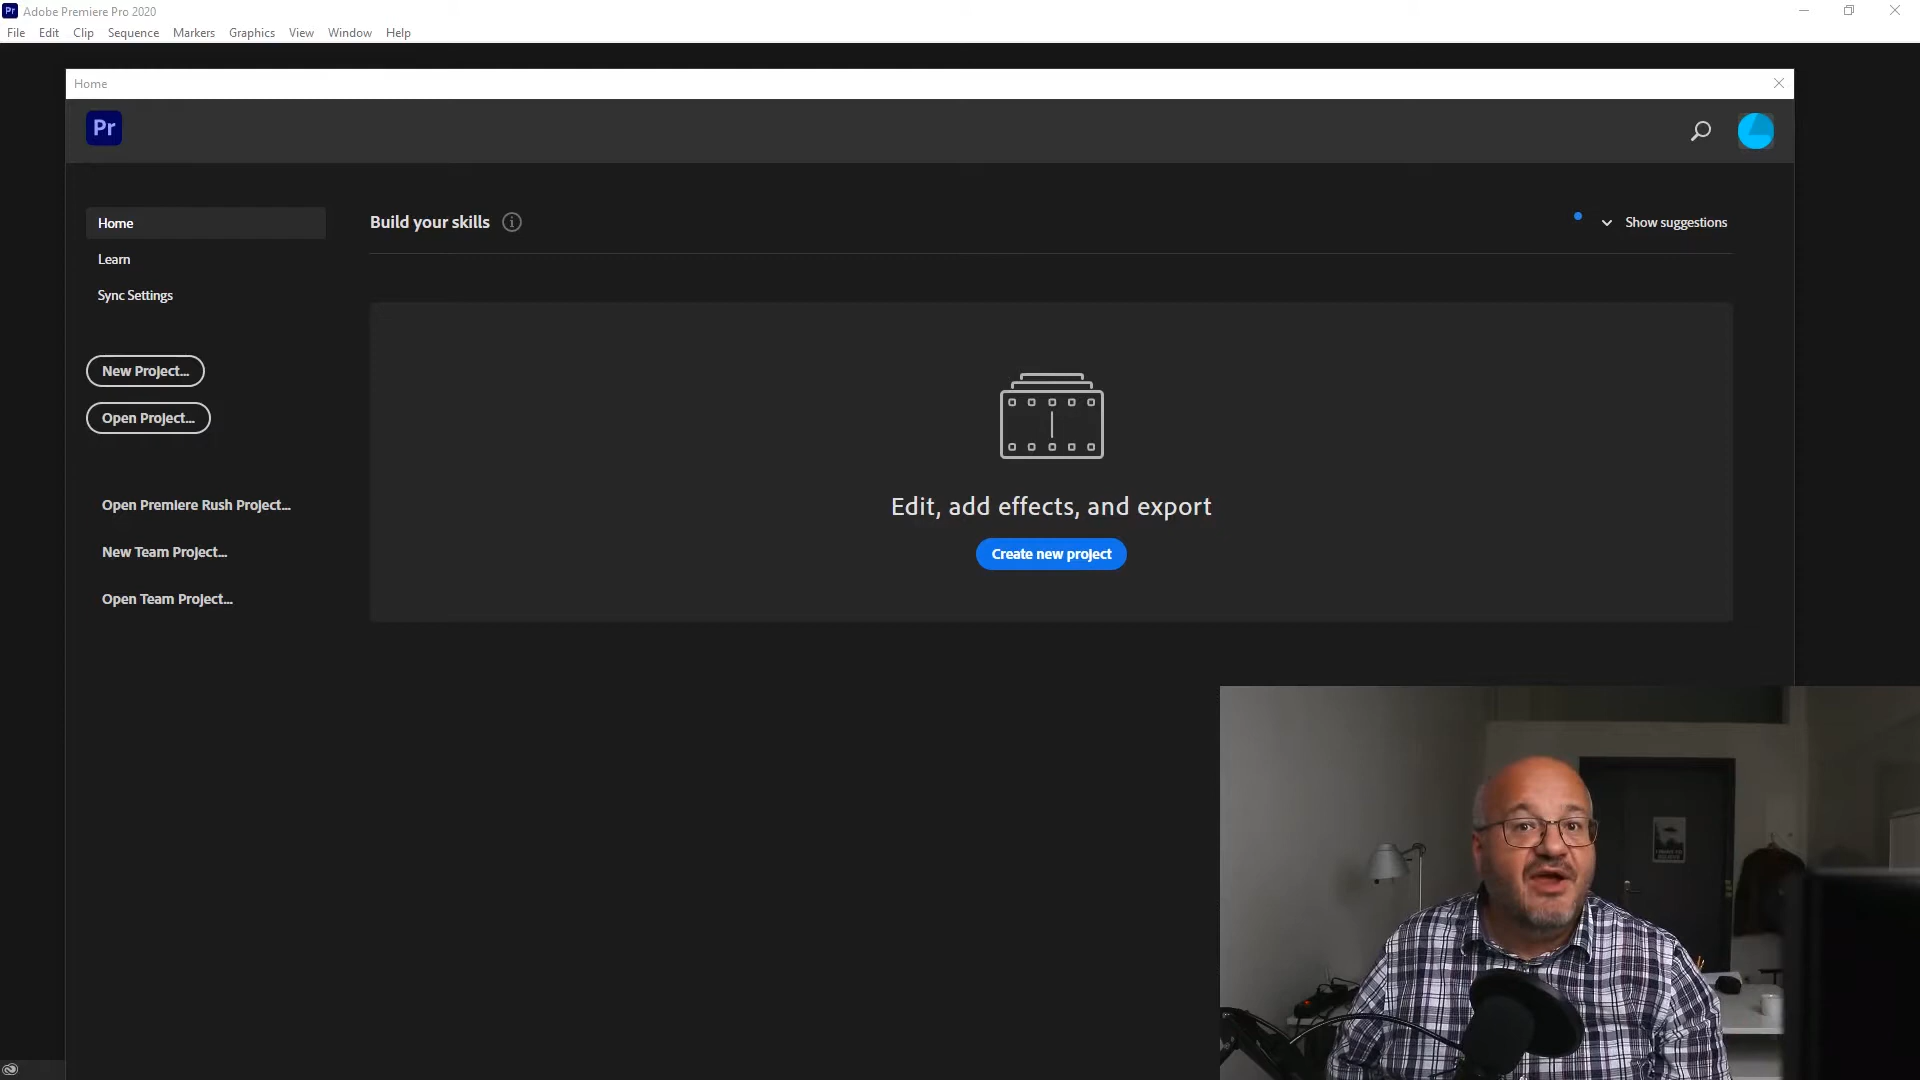 Pr Adobe Premiere Pro 2020
File Edit Clip Sequence Markers Graphics View Window Help
Home
Pr
Home
Learn
Sync Settings
New Project...
Open Project...
Open Premiere Rush Project...
New Team Project...
Open Team Project...
Build your skills
Show suggestions
Edit, add effects, and export
Create new project